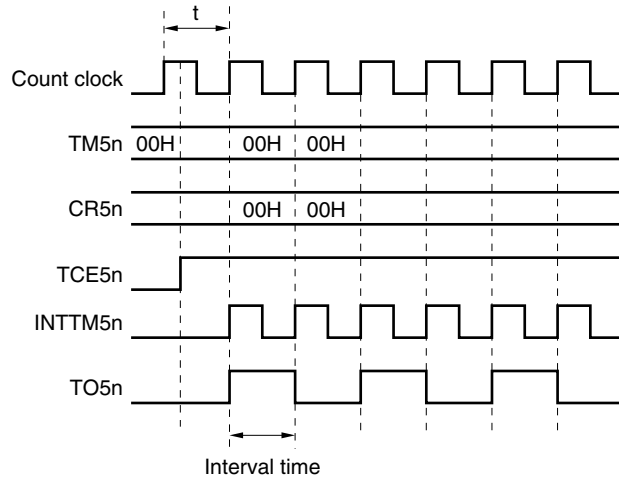 t
Count clock
TM5n 00H 00H 00H
CR5n 00H 00H
TCE5n
INTTM5n
TO5n
Interval time